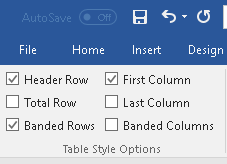 AutoSave Off
File Home Insert Design
Header Row First Column
Total Row Last Column
Banded Rows Banded Columns
Table Style Options